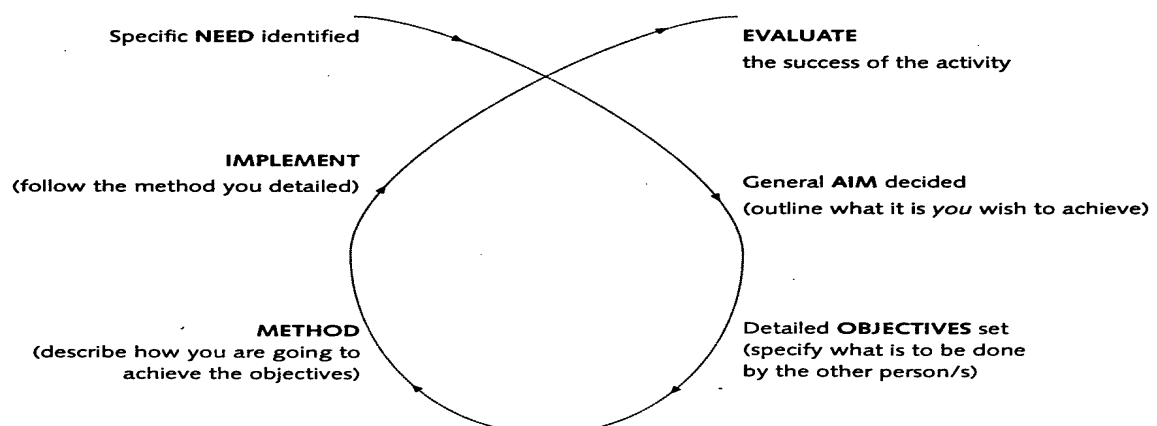 Specific NEED identified
EVALUATE
the success of the activity
IMPLEMENT
(follow the method you detailed)
General AIM decided
(outline what it is you wish to achieve)
METHOD
(describe how you are going to
achieve the objectives)
Detailed OBJECTIVES set
(specify what is to be done
by the other person/s)